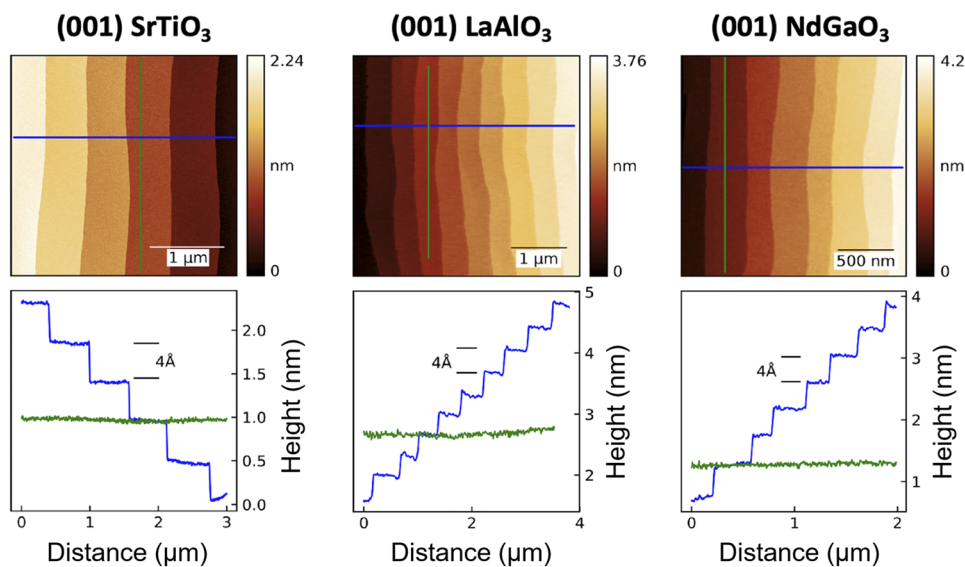 (001) SrTiO₃
(001) LaAlO₃
(001) NdGaO₃
2.24
nm
0
1 µm
3.76
nm
0
1 µm
4.2
nm
0
500 nm
4Å
2.0
1.5
1.0
0.5
0.0
Height (nm)
0 1 2 3
Distance (µm)
4Å
5
4
3
2
Height (nm)
0 2 4
Distance (µm)
4Å
4
3
2
1
Height (nm)
0 1 2
Distance (µm)